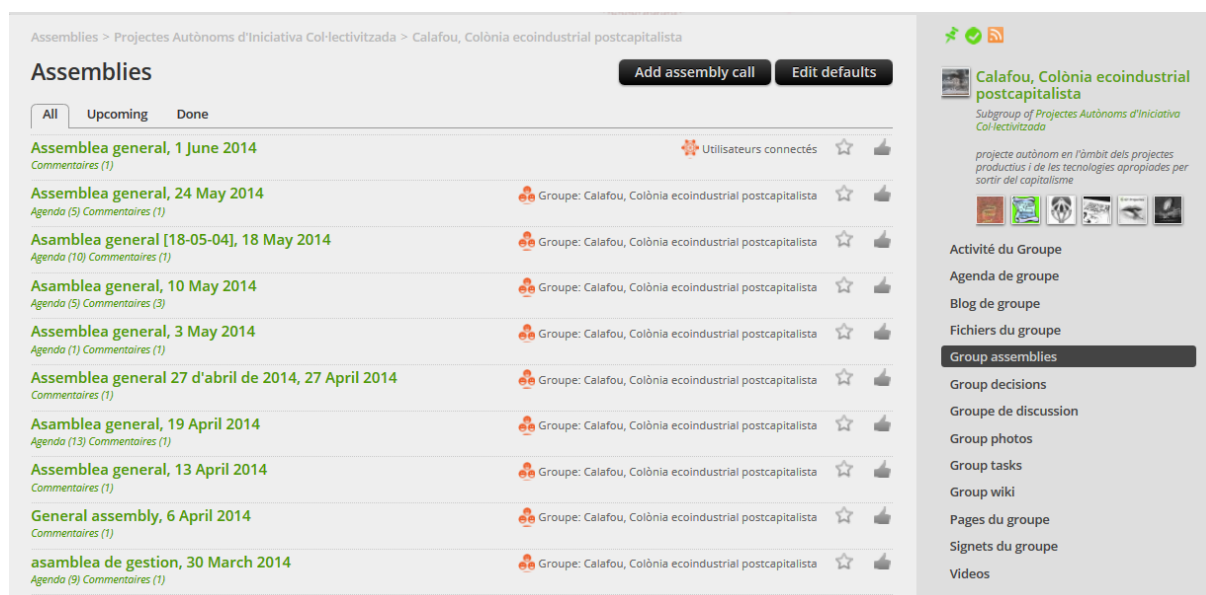 Assemblies > Projectes Autònoms d'Iniciativa Col·lectivitzada > Calafou, Colònia ecoindustrial postcapitalista
Assemblies
Add assembly call
Edit defaults
All
Upcoming
Done
Assemblea general, 1 June 2014
Utilisateurs connectés
Commentaires (1)
Assemblea general, 24 May 2014
Groupe: Calafou, Colònia ecoindustrial postcapitalista
Agenda (5) Commentaires (1)
Asamblea general [18-05-04], 18 May 2014
Groupe: Calafou, Colònia ecoindustrial postcapitalista
Agenda (10) Commentaires (1)
Asamblea general, 10 May 2014
Groupe: Calafou, Colònia ecoindustrial postcapitalista
Agenda (5) Commentaires (3)
Assemblea general, 3 May 2014
Groupe: Calafou, Colònia ecoindustrial postcapitalista
Agenda (1) Commentaires (1)
Assemblea general 27 d'abril de 2014, 27 April 2014
Groupe: Calafou, Colònia ecoindustrial postcapitalista
Commentaires (1)
Asamblea general, 19 April 2014
Groupe: Calafou, Colònia ecoindustrial postcapitalista
Agenda (13) Commentaires (1)
Assemblea general, 13 April 2014
Groupe: Calafou, Colònia ecoindustrial postcapitalista
Commentaires (1)
General assembly, 6 April 2014
Groupe: Calafou, Colònia ecoindustrial postcapitalista
Commentaires (1)
asamblea de gestion, 30 March 2014
Groupe: Calafou, Colònia ecoindustrial postcapitalista
Agenda (9) Commentaires (1)
Calafou, Colònia ecoindustrial
postcapitalista
Subgroup of Projectes Autònoms d'Iniciativa
Col·lectivitzada
projecte autònom en l'àmbit dels projectes
productius i de les tecnologies apropiades per
sortir del capitalisme
Activité du Groupe
Agenda de groupe
Blog de groupe
Fichiers du groupe
Group assemblies
Group decisions
Groupe de discussion
Group photos
Group tasks
Group wiki
Pages du groupe
Signets du groupe
Videos